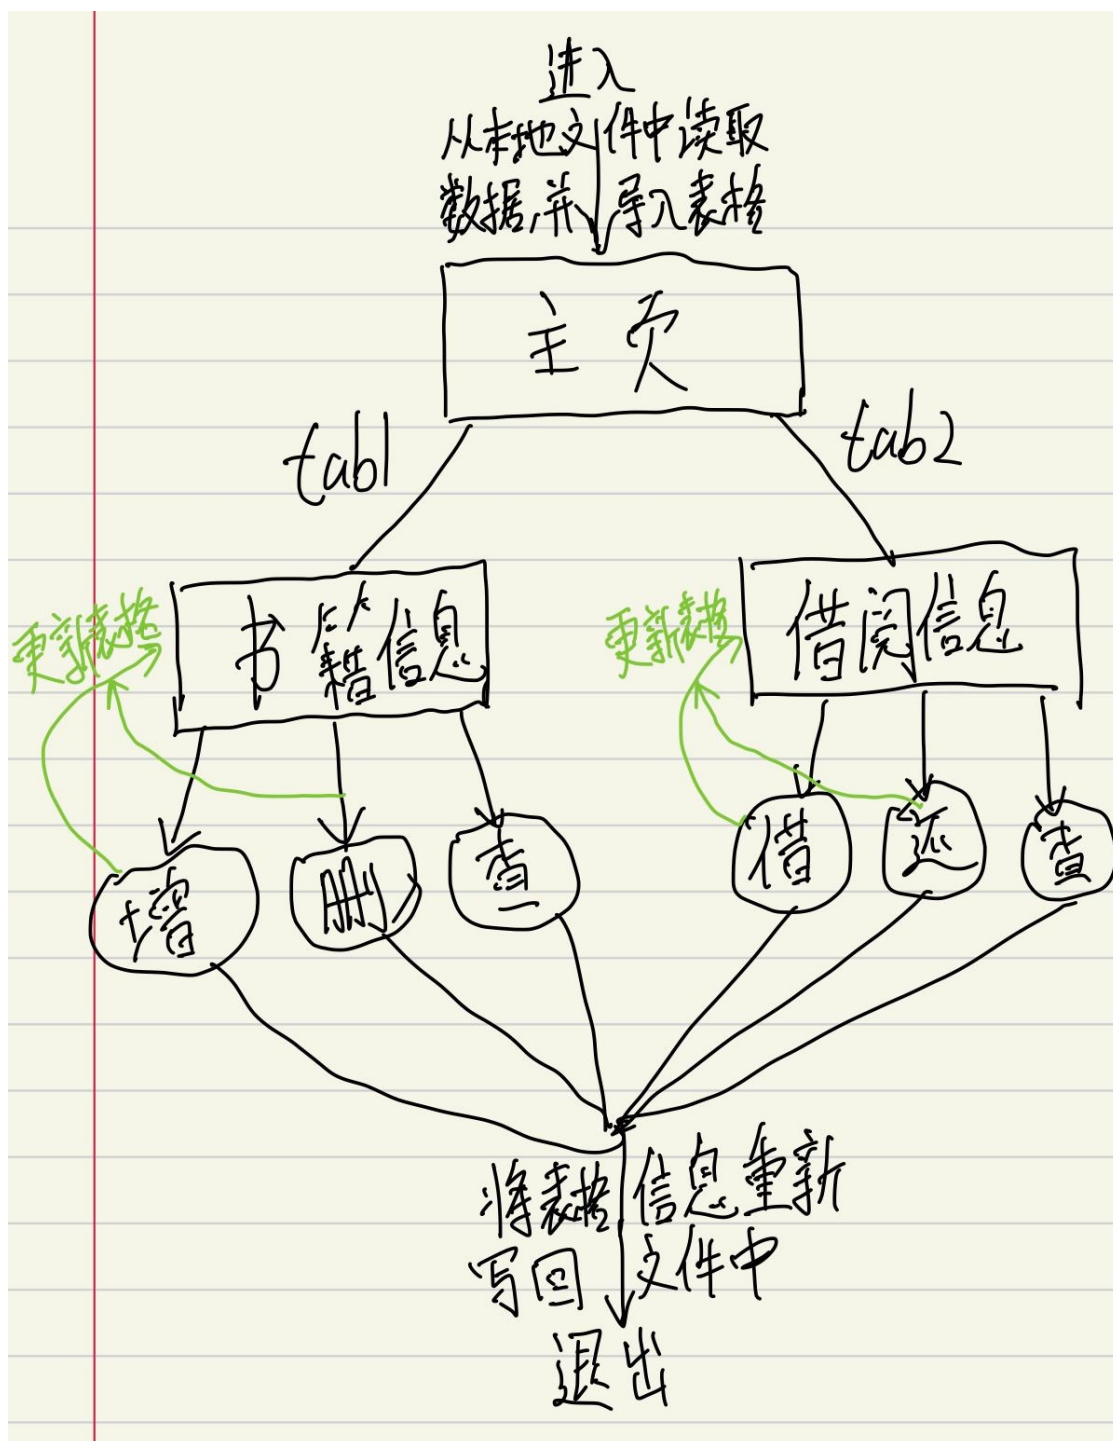 进入
从本地文件中读取
数据,并导入表格
主页
tab1
tab2
更新表格
书籍信息
更新表格
借阅信息
增
删
查
借
还
查
将表格信息重新
写回文件中
退出